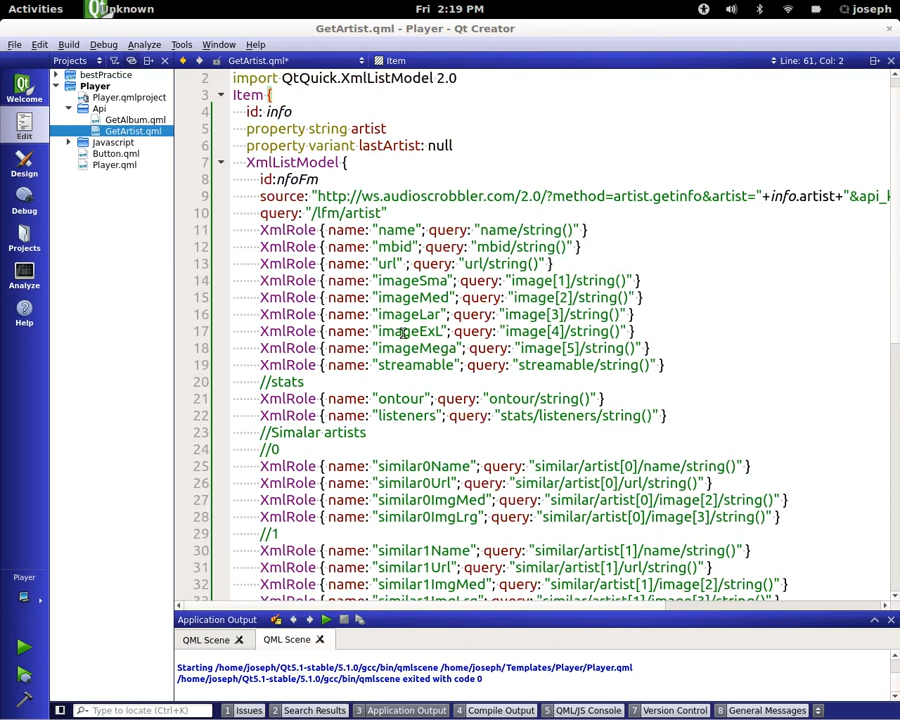 Activities
Unknown
Fri 2:19 PM
joseph
GetArtist.qml - Player - Qt Creator
File Edit Build Debug Analyze Tools Window Help
Projects
GetArtist.qml*
Item
Line: 61, Col: 2
Welcome
Edit
Design
Debug
Projects
Analyze
Help
Player
bestPractice
Player
Player.qmlproject
Api
GetAlbum.qml
GetArtist.qml
Javascript
Button.qml
Player.qml
2 import QtQuick.XmlListModel 2.0
3 Item {
4 id: info
5 property string artist
6 property variant lastArtist: null
7 XmlListModel {
8 id:nfoFm
9 source: "http://ws.audioscrobbler.com/2.0/?method=artist.getinfo&artist="+info.artist+"&api_k
10 query: "/lfm/artist"
11 XmlRole { name: "name"; query: "name/string()" }
12 XmlRole { name: "mbid"; query: "mbid/string()" }
13 XmlRole { name: "url" ; query: "url/string()" }
14 XmlRole { name: "imageSma"; query: "image[1]/string()" }
15 XmlRole { name: "imageMed"; query: "image[2]/string()" }
16 XmlRole { name: "imageLar"; query: "image[3]/string()" }
17 XmlRole { name: "imageExL"; query: "image[4]/string()" }
18 XmlRole { name: "imageMega"; query: "image[5]/string()" }
19 XmlRole { name: "streamable"; query: "streamable/string()" }
20 //stats
21 XmlRole { name: "ontour"; query: "ontour/string()" }
22 XmlRole { name: "listeners"; query: "stats/listeners/string()" }
23 //Simalar artists
24 //0
25 XmlRole { name: "similar0Name"; query: "similar/artist[0]/name/string()" }
26 XmlRole { name: "similar0Url"; query: "similar/artist[0]/url/string()" }
27 XmlRole { name: "similar0ImgMed"; query: "similar/artist[0]/image[2]/string()" }
28 XmlRole { name: "similar0ImgLrg"; query: "similar/artist[0]/image[3]/string()" }
29 //1
30 XmlRole { name: "similar1Name"; query: "similar/artist[1]/name/string()" }
31 XmlRole { name: "similar1Url"; query: "similar/artist[1]/url/string()" }
32 XmlRole { name: "similar1ImgMed"; query: "similar/artist[1]/image[2]/string()" }
33 XmlRole { name: "similar1ImgLrg"; query: "similar/artist[1]/image[3]/string()" }
Application Output
QML Scene
QML Scene
Starting /home/joseph/Qt5.1-stable/5.1.0/gcc/bin/qmlscene /home/joseph/Templates/Player/Player.qml
/home/joseph/Qt5.1-stable/5.1.0/gcc/bin/qmlscene exited with code 0
Type to locate (Ctrl+K)
1 Issues
2 Search Results
3 Application Output
4 Compile Output
5 QML/JS Console
7 Version Control
8 General Messages